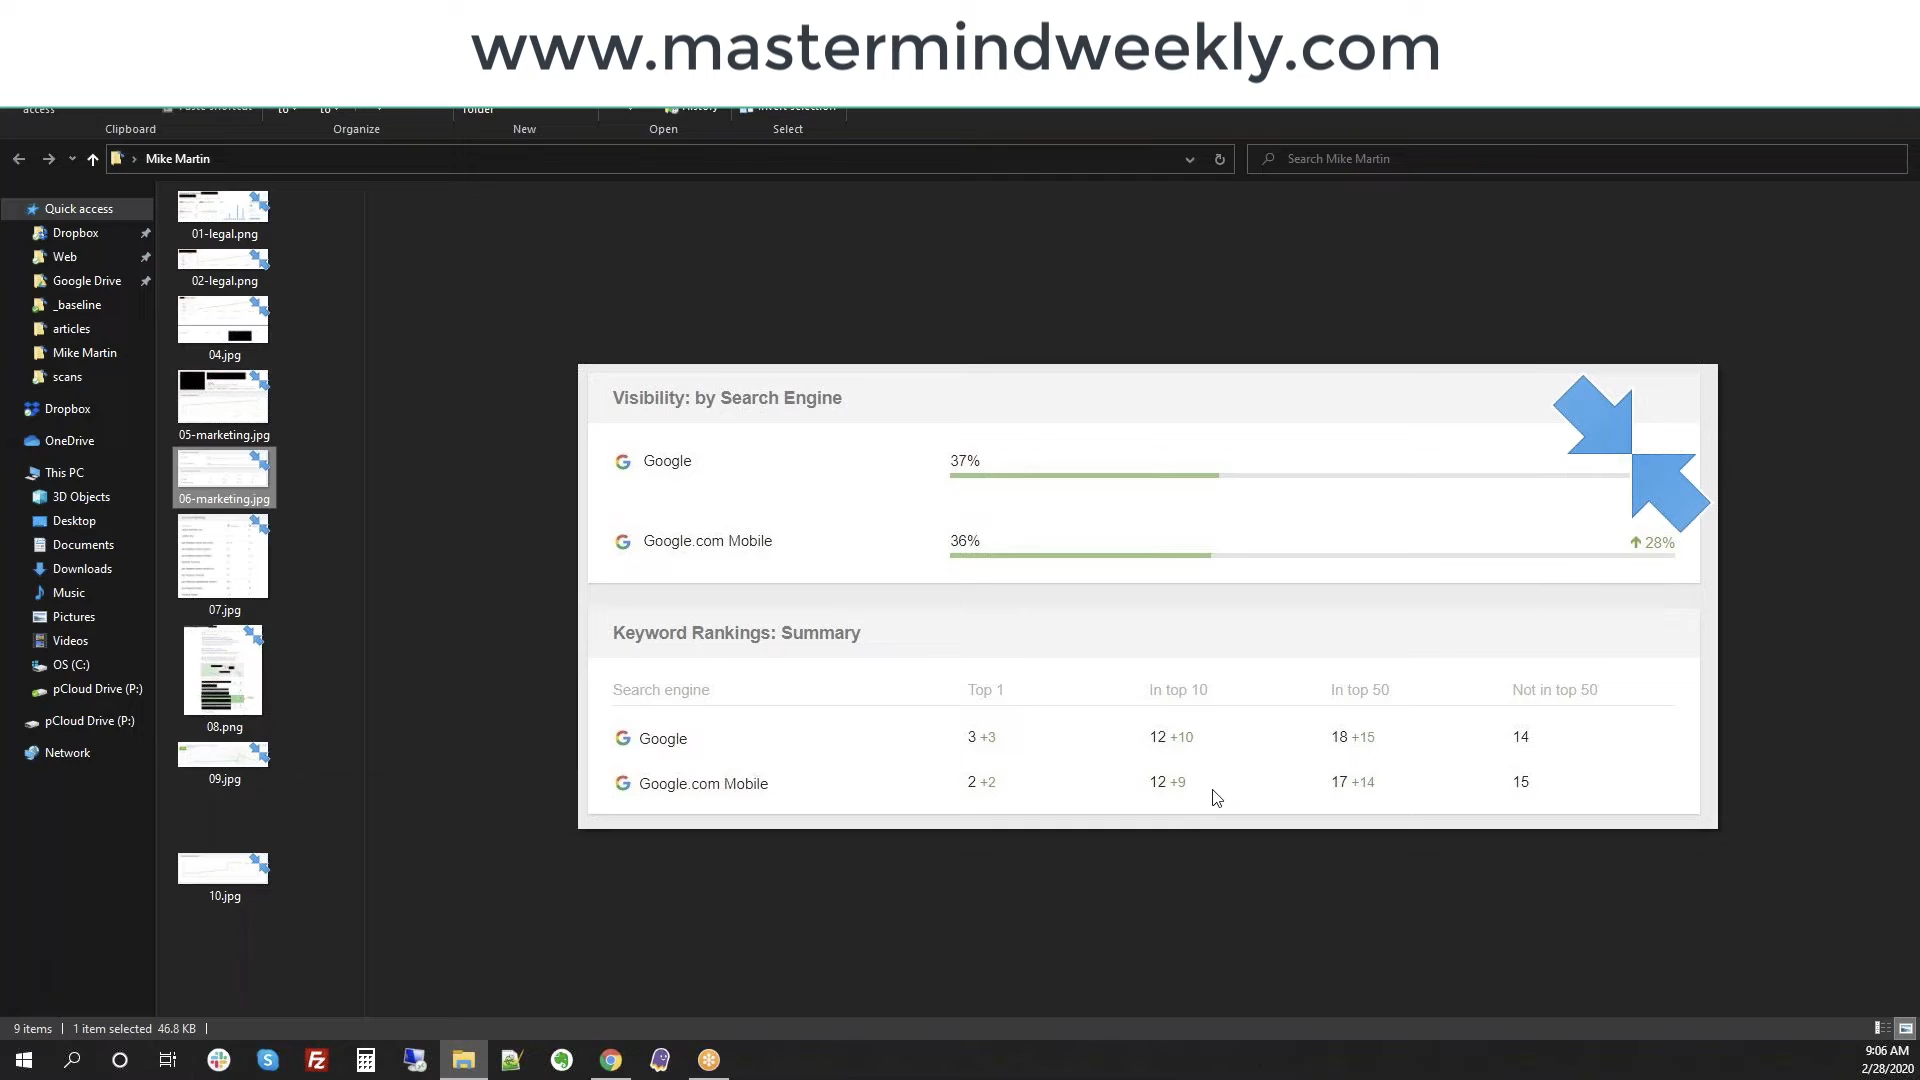 www.mastermindweekly.com
access
folder
Clipboard
Organize
New
Open
Select
Mike Martin
Search Mike Martin
Quick access
Dropbox
Web
Google Drive
_baseline
articles
Mike Martin
scans
Dropbox
OneDrive
This PC
3D Objects
Desktop
Documents
Downloads
Music
Pictures
Videos
OS (C:)
pCloud Drive (P:)
pCloud Drive (P:)
Network
01-legal.png
02-legal.png
04.jpg
05-marketing.jpg
06-marketing.jpg
07.jpg
08.png
09.jpg
10.jpg
Visibility: by Search Engine
Google 37%
Google.com Mobile 36% 28%
Keyword Rankings: Summary
Search engine Top 1 In top 10 In top 50 Not in top 50
Google 3 +3 12 +10 18 +15 14
Google.com Mobile 2 +2 12 +9 17 +14 15
9 items 1 item selected 46.8 KB
9:06 AM
2/28/2020